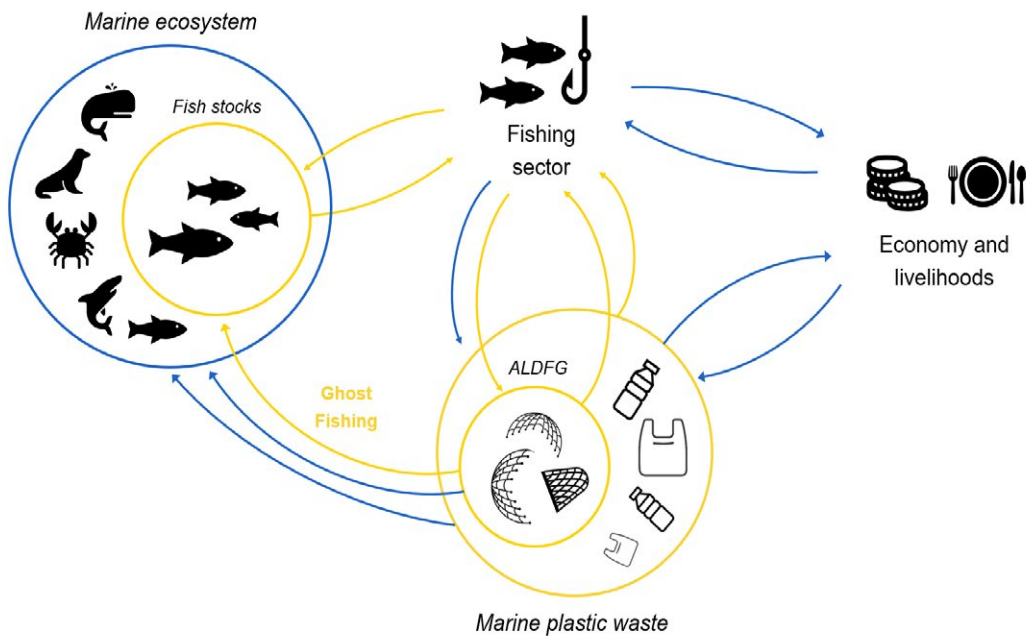 Marine ecosystem
Fish stocks
Fishing
sector
Economy and
livelihoods
ALDFG
Ghost
Fishing
Marine plastic waste